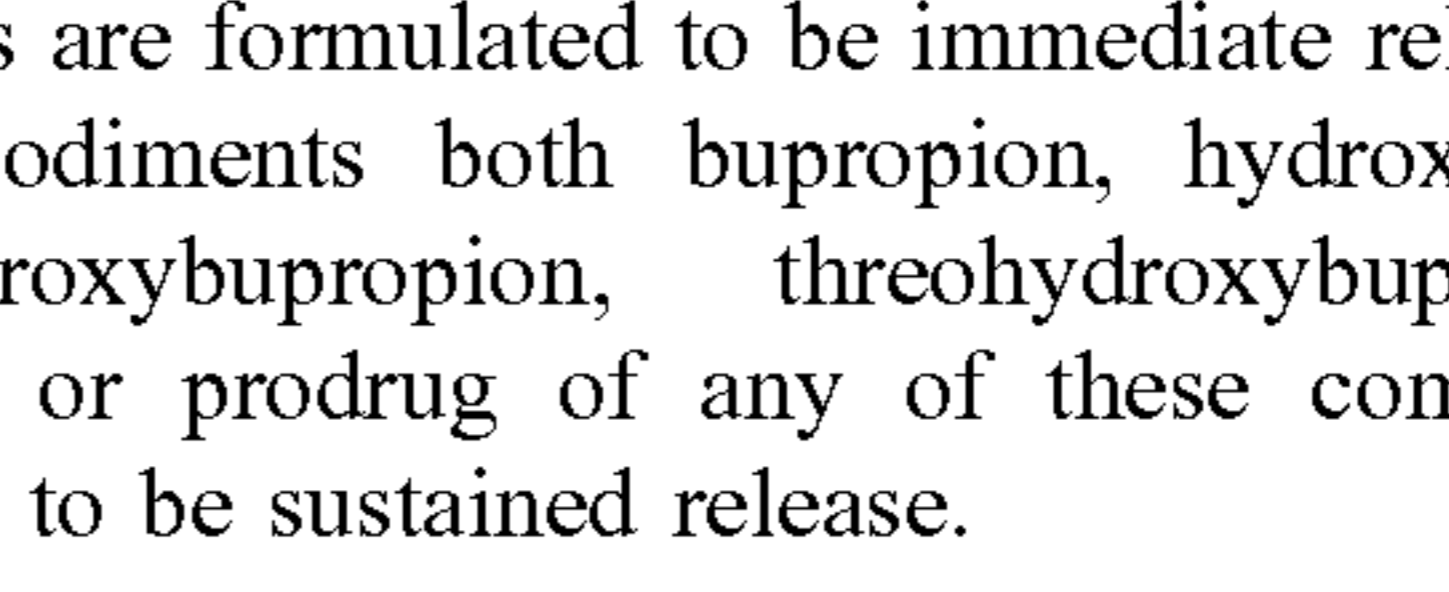 s are formulated to be immediate re
odiments both bupropion, hydrox
roxybupropion, threohydroxybup
or prodrug of any of these con
to be sustained release.